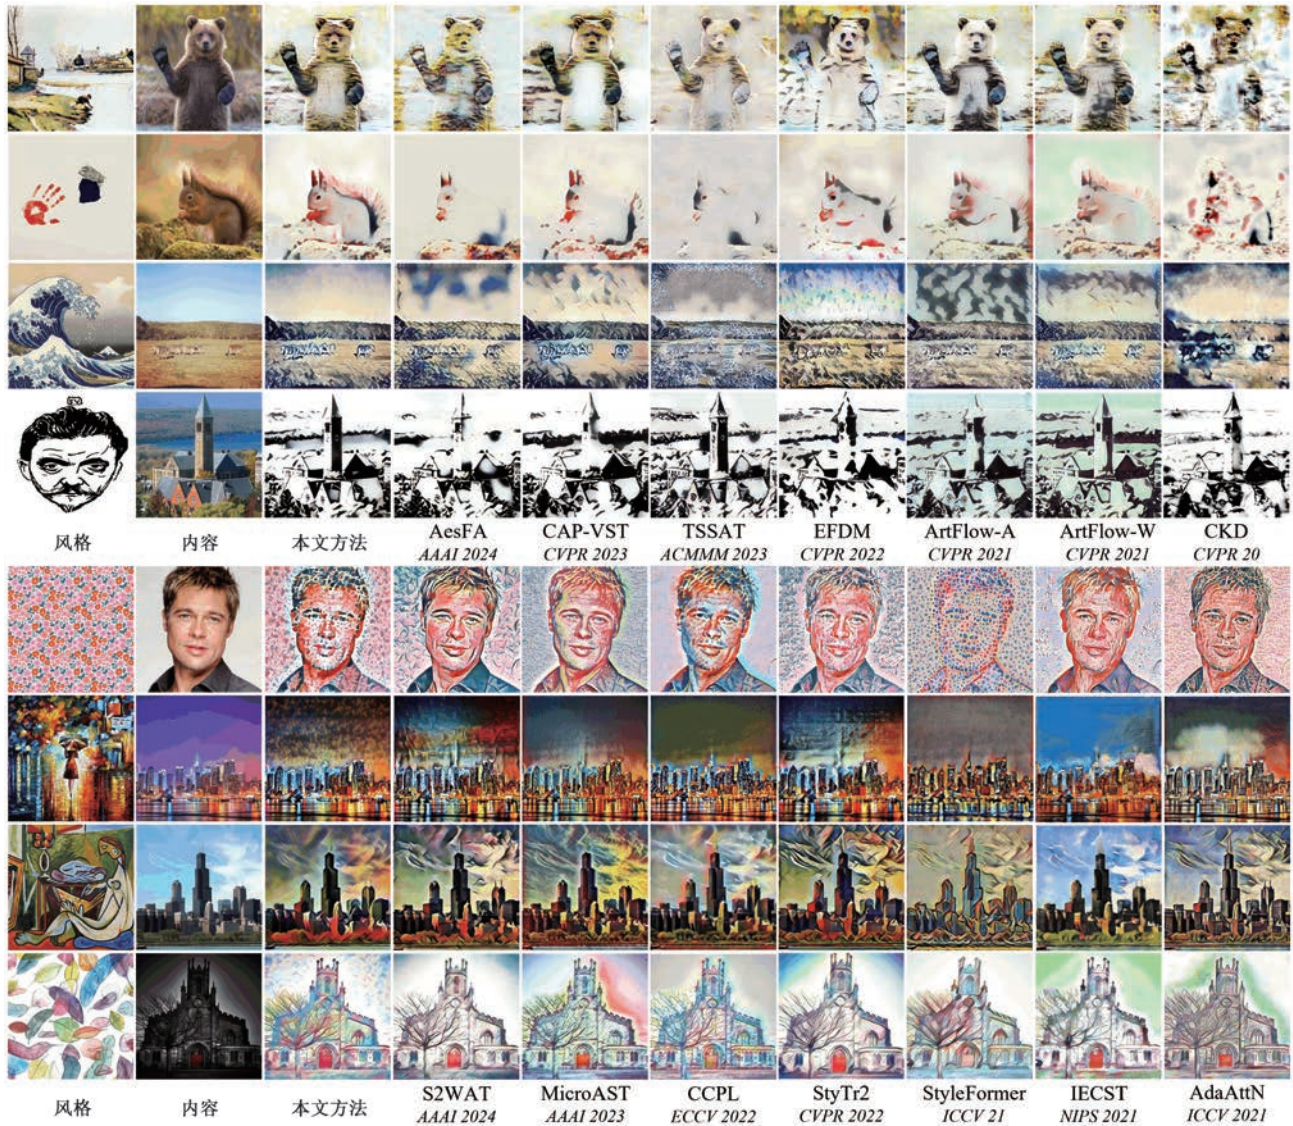 风格 内容 本文方法 AesFA CAP-VST TSSAT EFDM ArtFlow-A ArtFlow-W CKD
AAAI 2024 CVPR 2023 ACMMM 2023 CVPR 2022 CVPR 2021 CVPR 2021 CVPR 20
风格 内容 本文方法 S2WAT MicroAST CCPL StyTr2 StyleFormer IECST AdaAttN
AAAI 2024 AAAI 2023 ECCV 2022 CVPR 2022 ICCV 21 NIPS 2021 ICCV 2021